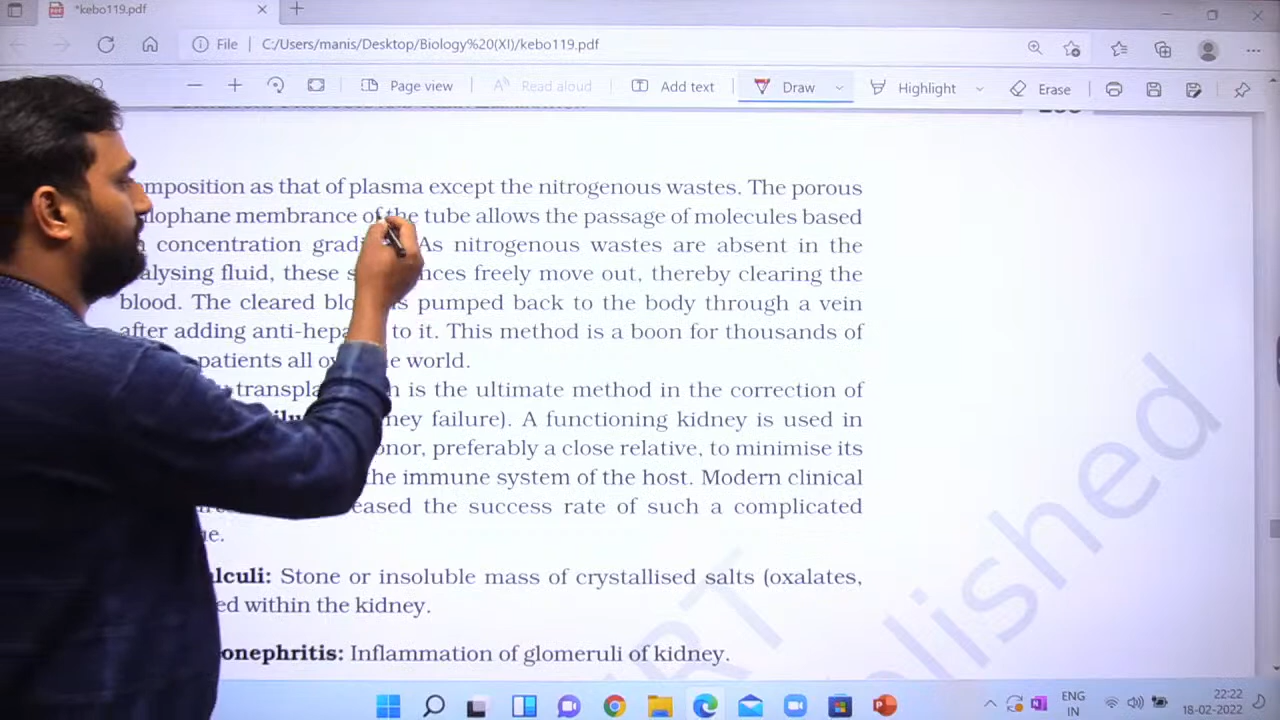 *kebo119.pdf
File C:/Users/manis/Desktop/Biology%20(XI)/kebo119.pdf
Page view Read aloud Add text Draw Highlight Erase
mposition as that of plasma except the nitrogenous wastes. The porous
lophane membrance of the tube allows the passage of molecules based
concentration gradi As nitrogenous wastes are absent in the
alysing fluid, these s nces freely move out, thereby clearing the
blood. The cleared blo is pumped back to the body through a vein
after adding anti-hepa to it. This method is a boon for thousands of
patients all ov e world.
transpla n is the ultimate method in the correction of
ilu ney failure). A functioning kidney is used in
onor, preferably a close relative, to minimise its
the immune system of the host. Modern clinical
eased the success rate of such a complicated
ue.
lculi: Stone or insoluble mass of crystallised salts (oxalates,
ed within the kidney.
onephritis: Inflammation of glomeruli of kidney.
RT
lished
ENG
IN
22:22
18-02-2022